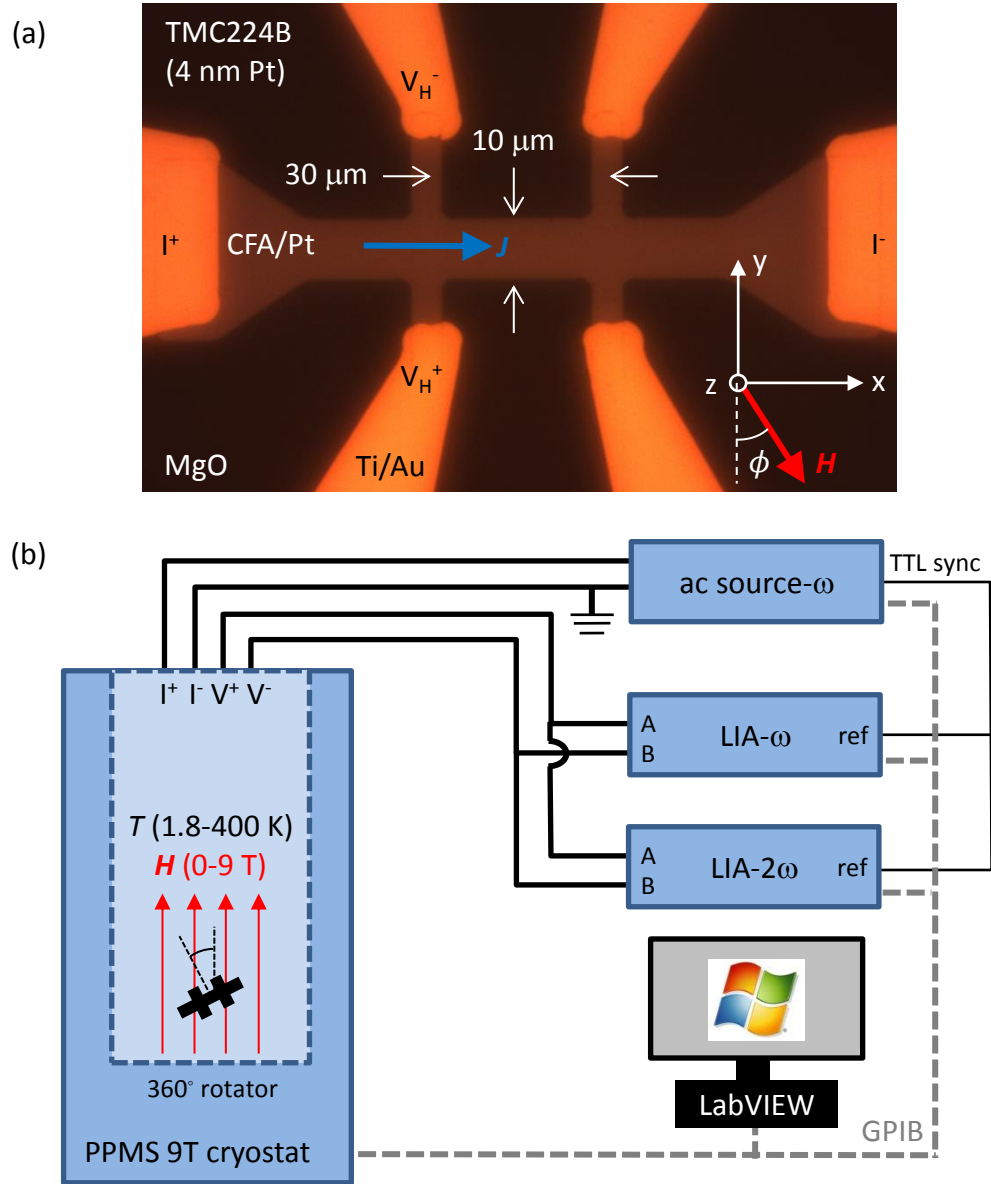 (a)
TMC224B
(4 nm Pt)
V_H^-
10 μm
30 μm
I⁺
CFA/Pt
J
I⁻
y
z
x
V_H^+
ϕ
H
MgO
Ti/Au
(b)
ac source-ω
TTL sync
I⁺ I⁻ V⁺ V⁻
A
LIA-ω
ref
B
T (1.8-400 K)
H (0-9 T)
A
LIA-2ω
ref
B
360° rotator
LabVIEW
PPMS 9T cryostat
GPIB